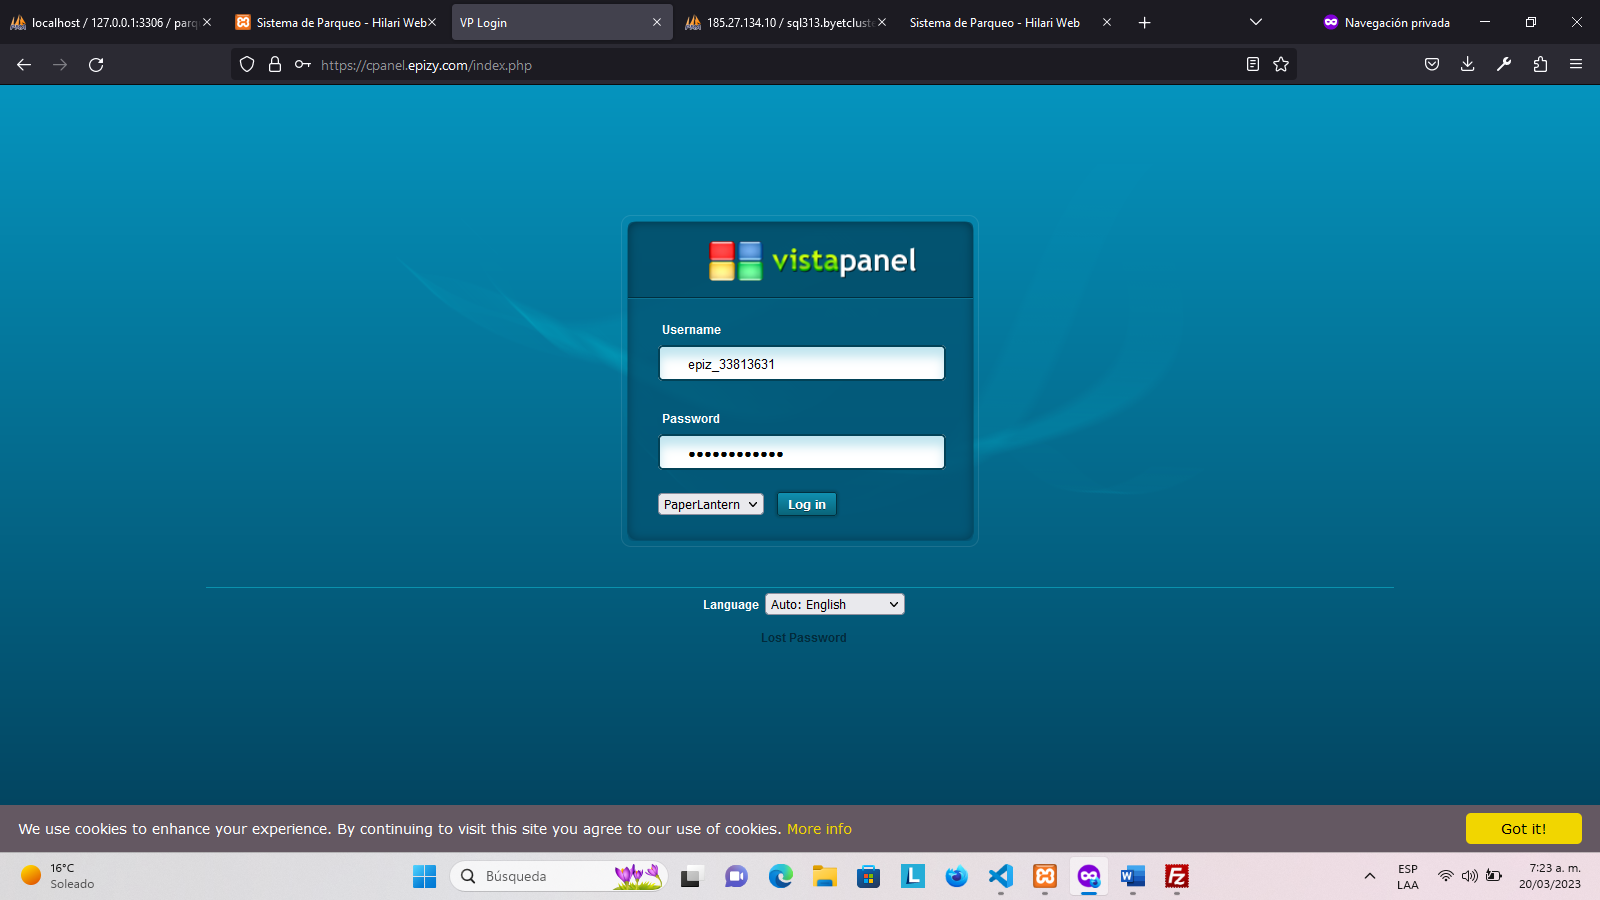 localhost / 127.0.0.1:3306 / parq
Sistema de Parqueo - Hilari Web
VP Login
185.27.134.10 / sql313.byetcluste
Sistema de Parqueo - Hilari Web
Navegación privada
https://cpanel.epizy.com/index.php
vistapanel
Username
epiz_33813631
Password
PaperLantern
Log in
Language
Auto: English
Lost Password
We use cookies to enhance your experience. By continuing to visit this site you agree to our use of cookies. More info
Got it!
16°C
Soleado
Búsqueda
ESP
LAA
7:23 a. m.
20/03/2023